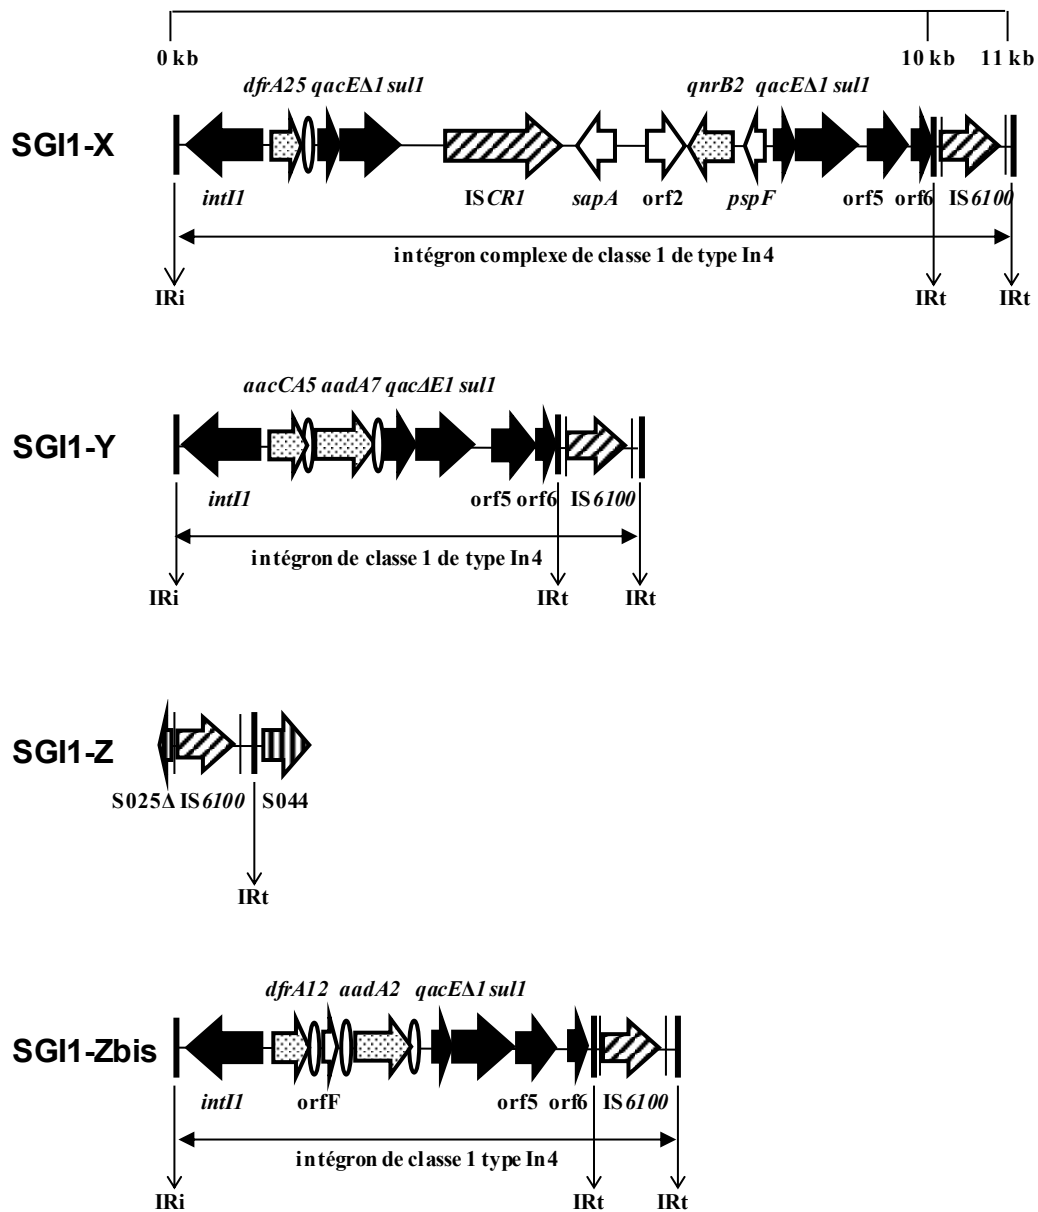 0 kb 10 kb 11 kb
dfrA25 qacEΔ1 sul1 qnrB2 qacEΔ1 sul1
SGI1-X
intI1 ISCR1 sapA orf2 pspF orf5 orf6 IS6100
intégron complexe de classe 1 de type In4
IRi IRt IRt
aacCA5 aadA7 qacΔE1 sul1
SGI1-Y
intI1 orf5 orf6 IS6100
intégron de classe 1 de type In4
IRi IRt IRt
SGI1-Z
S025Δ IS6100 S044
IRt
dfrA12 aadA2 qacEΔ1 sul1
SGI1-Zbis
intI1 orfF orf5 orf6 IS6100
intégron de classe 1 type In4
IRi IRt IRt